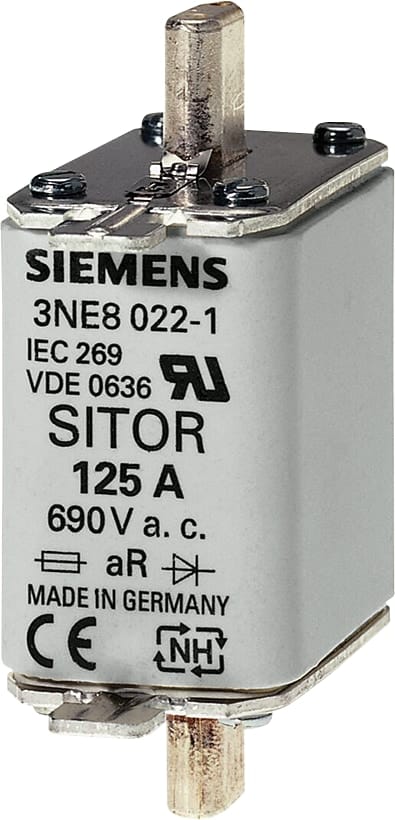 SIEMENS
3NE8 022-1
IEC 269
VDE 0636
SITOR
125 A
690 V a. c.
aR
MADE IN GERMANY
CE NH